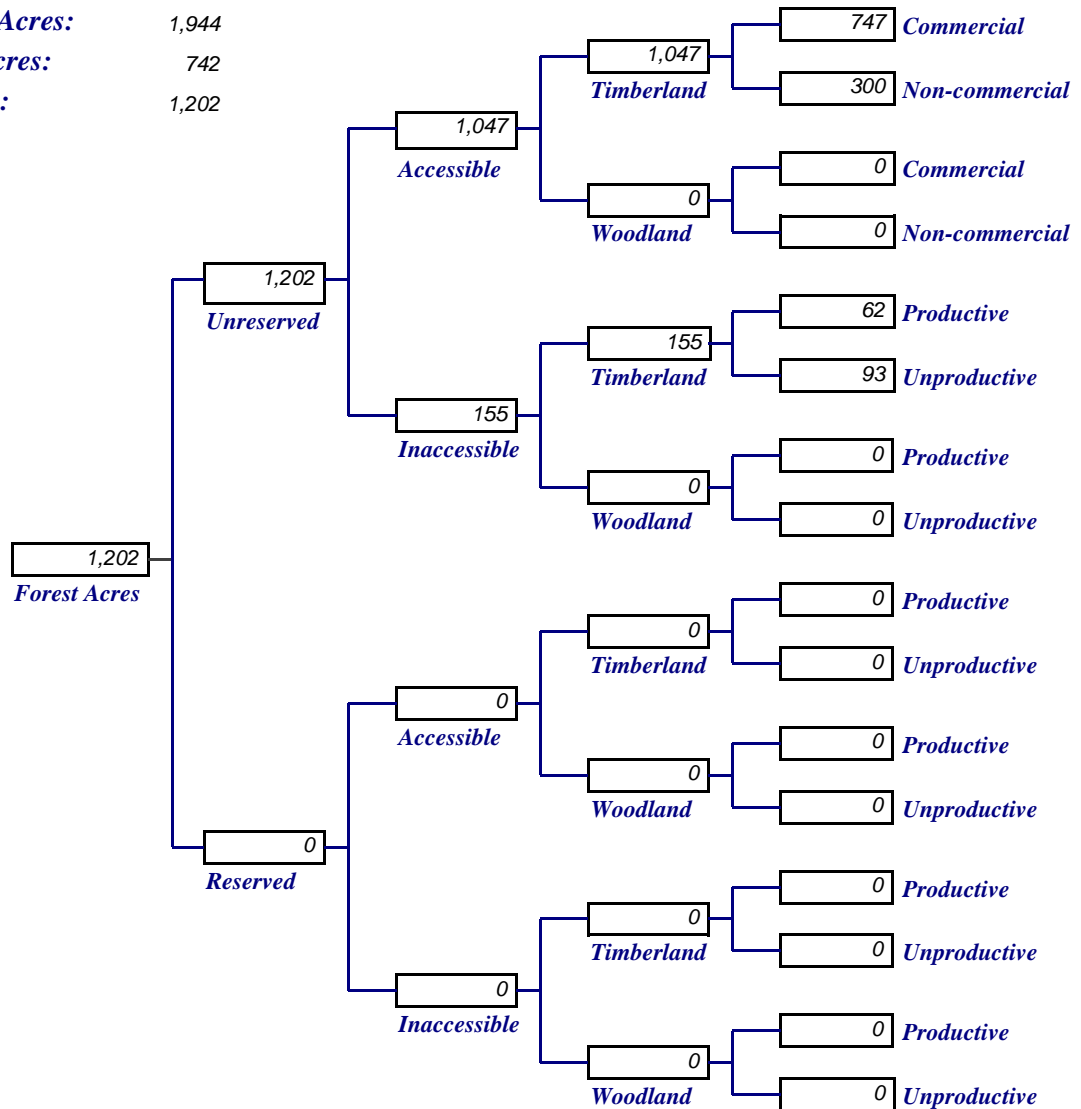 Acres: 1,944
cres: 742
: 1,202
747 Commercial
1,047
Timberland
300 Non-commercial
1,047
Accessible
0 Commercial
0
Woodland
0 Non-commercial
1,202
Unreserved
62 Productive
155
Timberland
93 Unproductive
155
Inaccessible
0 Productive
0
Woodland
0 Unproductive
1,202
Forest Acres
0 Productive
0
Timberland
0 Unproductive
0
Accessible
0 Productive
0
Woodland
0 Unproductive
0
Reserved
0 Productive
0
Timberland
0 Unproductive
0
Inaccessible
0 Productive
0
Woodland
0 Unproductive